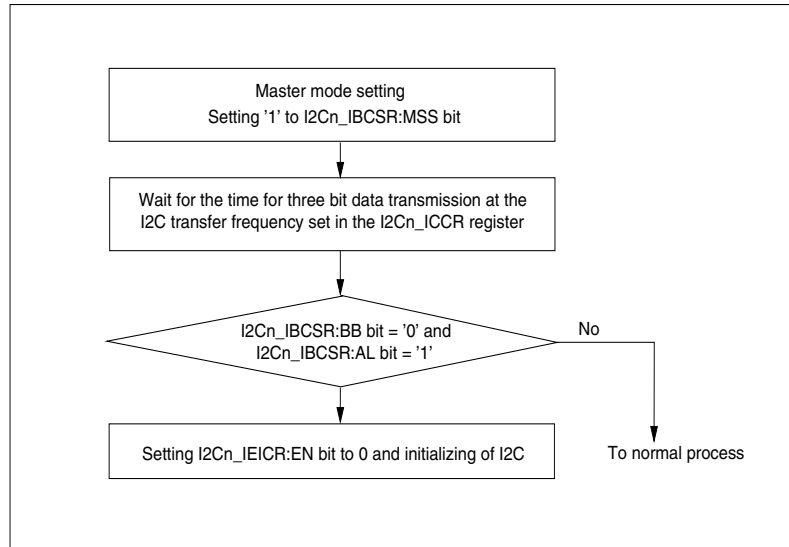 Master mode setting
Setting '1' to I2Cn_IBCSR:MSS bit
Wait for the time for three bit data transmission at the
I2C transfer frequency set in the I2Cn_ICCR register
I2Cn_IBCSR:BB bit = '0' and
I2Cn_IBCSR:AL bit = '1'
No
Setting I2Cn_IEICR:EN bit to 0 and initializing of I2C
To normal process